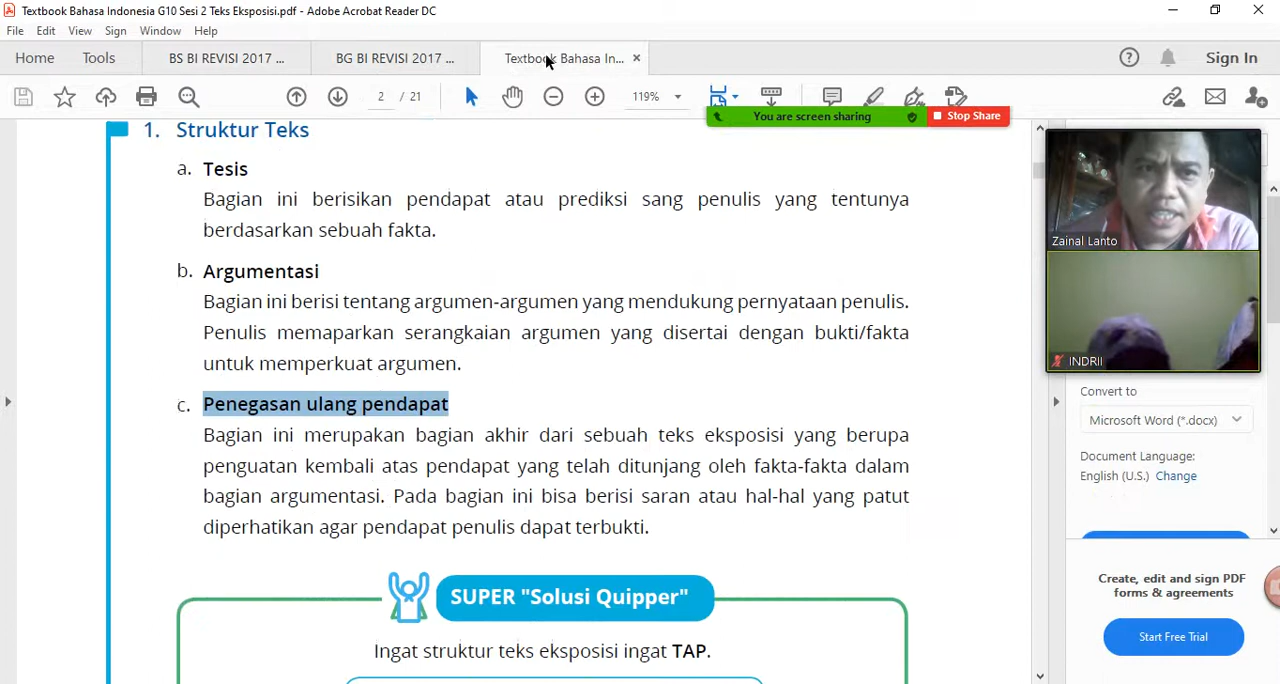 Textbook Bahasa Indonesia G10 Sesi 2 Teks Eksposisi.pdf - Adobe Acrobat Reader DC
File Edit View Sign Window Help
Home Tools BS BI REVISI 2017 ... BG BI REVISI 2017 ... Textbook Bahasa In... Sign In
2 / 21 119%
You are screen sharing Stop Share
1. Struktur Teks
a. Tesis
Bagian ini berisikan pendapat atau prediksi sang penulis yang tentunya
berdasarkan sebuah fakta.
b. Argumentasi
Bagian ini berisi tentang argumen-argumen yang mendukung pernyataan penulis.
Penulis memaparkan serangkaian argumen yang disertai dengan bukti/fakta
untuk memperkuat argumen.
c. Penegasan ulang pendapat
Bagian ini merupakan bagian akhir dari sebuah teks eksposisi yang berupa
penguatan kembali atas pendapat yang telah ditunjang oleh fakta-fakta dalam
bagian argumentasi. Pada bagian ini bisa berisi saran atau hal-hal yang patut
diperhatikan agar pendapat penulis dapat terbukti.
SUPER "Solusi Quipper"
Ingat struktur teks eksposisi ingat TAP.
Zainal Lanto
INDRII
Convert to
Microsoft Word (*.docx)
Document Language:
English (U.S.) Change
Create, edit and sign PDF
forms & agreements
Start Free Trial